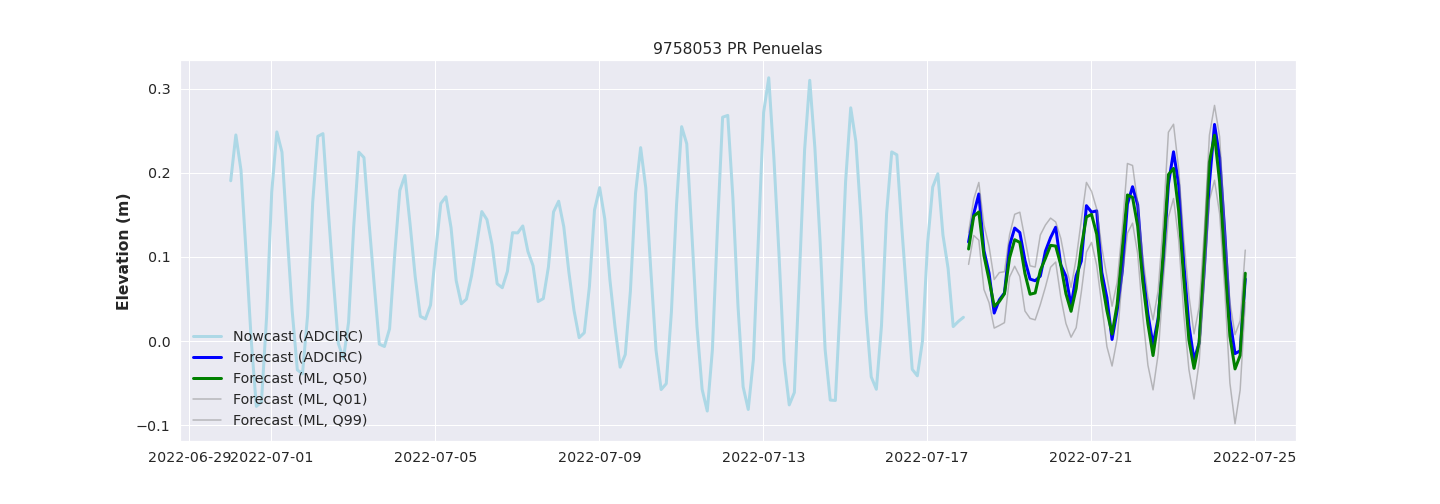 9758053 PR Penuelas
Elevation (m)
0.3
0.2
0.1
0.0
−0.1
Nowcast (ADCIRC)
Forecast (ADCIRC)
Forecast (ML, Q50)
Forecast (ML, Q01)
Forecast (ML, Q99)
2022-06-29 2022-07-01 2022-07-05 2022-07-09 2022-07-13 2022-07-17 2022-07-21 2022-07-25